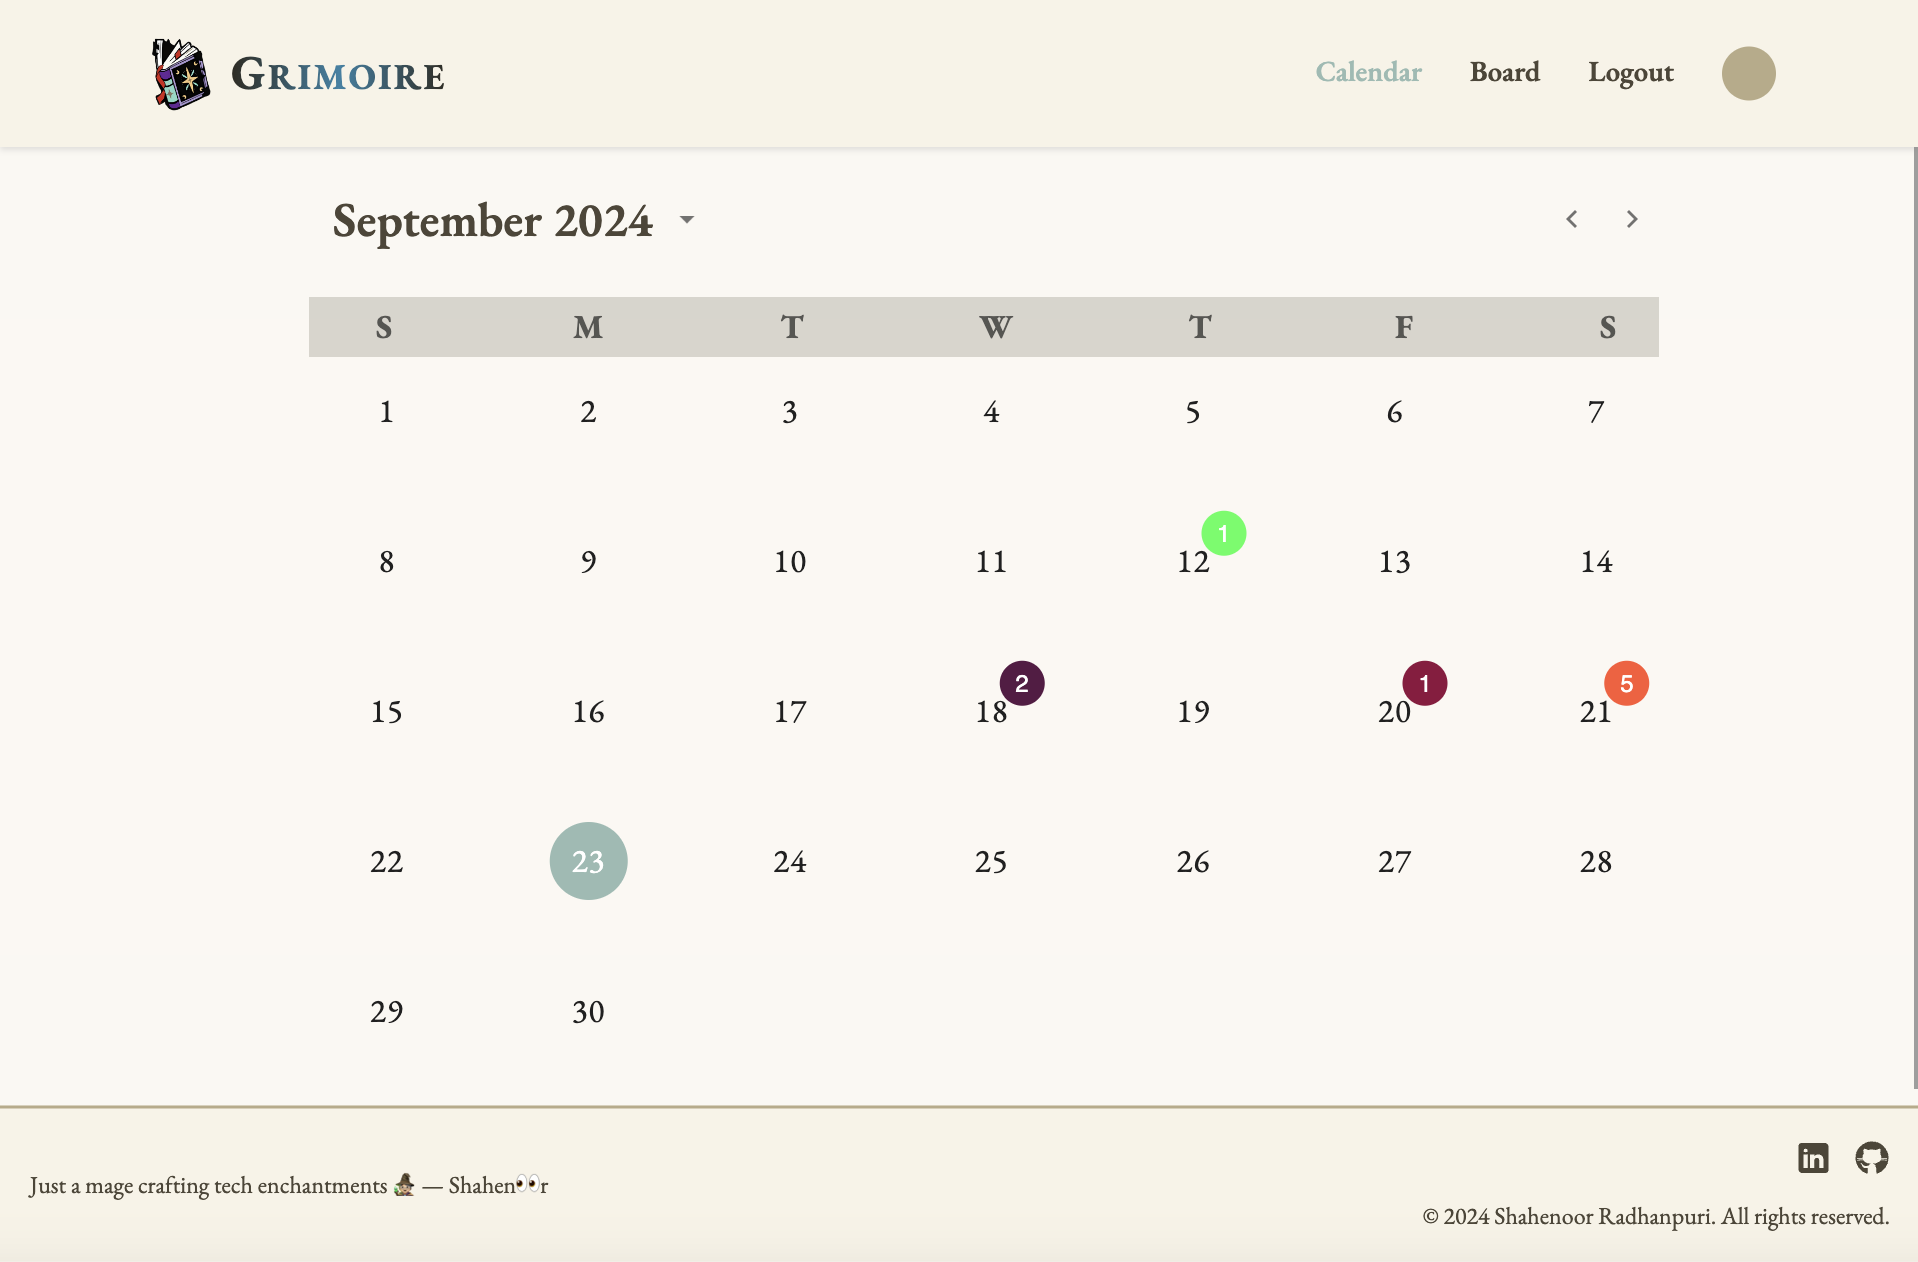 GRIMOIRE
Calendar Board Logout
September 2024
S M T W T F S
1 2 3 4 5 6 7
1
8 9 10 11 12 13 14
2 1 5
15 16 17 18 19 20 21
22 23 24 25 26 27 28
29 30
in
Just a mage crafting tech enchantments 🧙🏼‍♂️ — Shahen👀r
© 2024 Shahenoor Radhanpuri. All rights reserved.